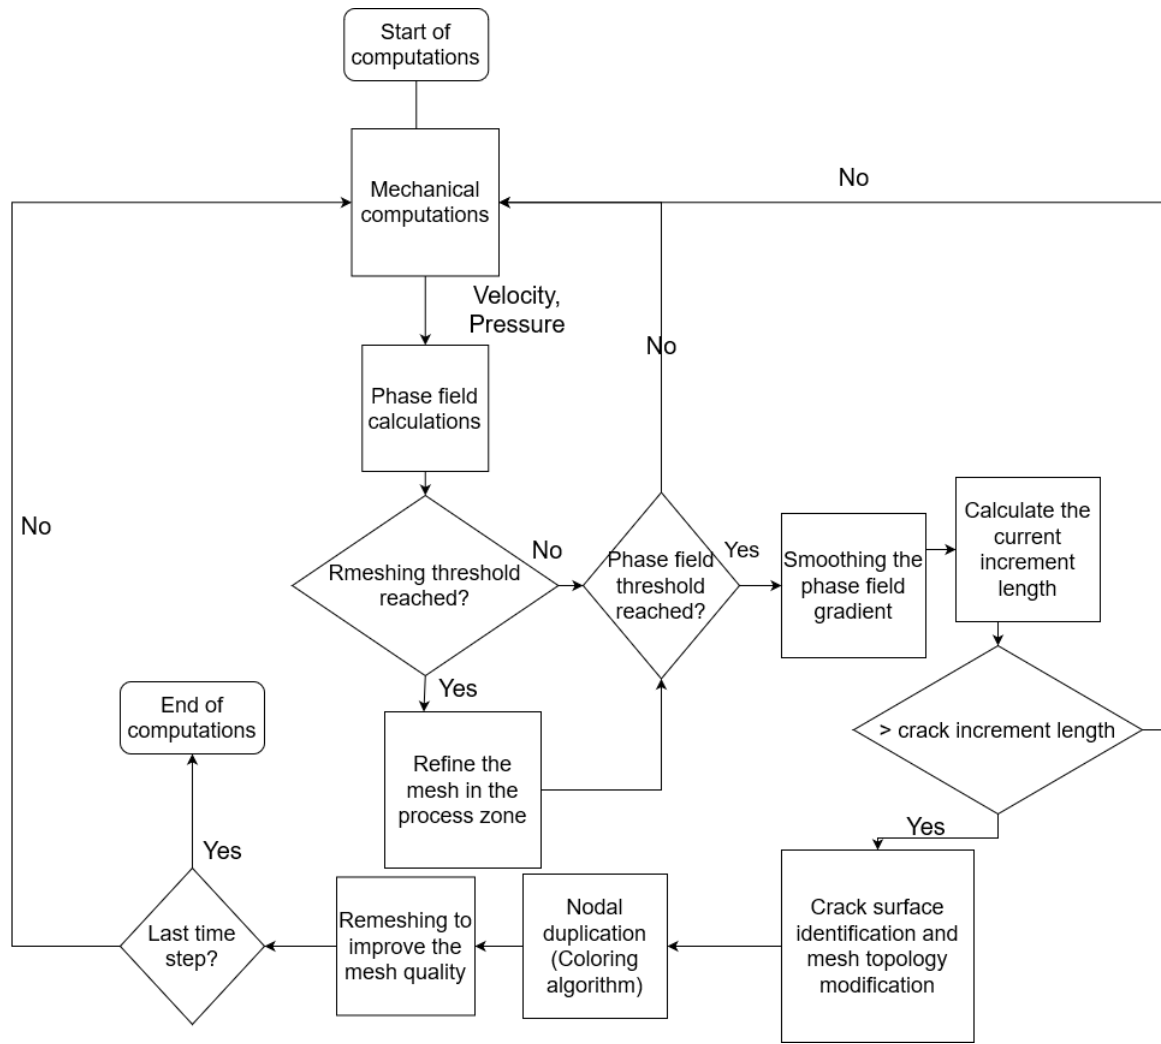 Start of
computations
No
Mechanical
computations
Velocity,
Pressure
No
Phase field
calculations
No
Rmeshing threshold
reached?
No
Phase field
threshold
reached?
Yes
Smoothing the
phase field
gradient
Calculate the
current
increment
length
Yes
> crack increment length
End of
computations
Refine the
mesh in the
process zone
Yes
Yes
Last time
step?
Remeshing to
improve the
mesh quality
Nodal
duplication
(Coloring
algorithm)
Crack surface
identification and
mesh topology
modification